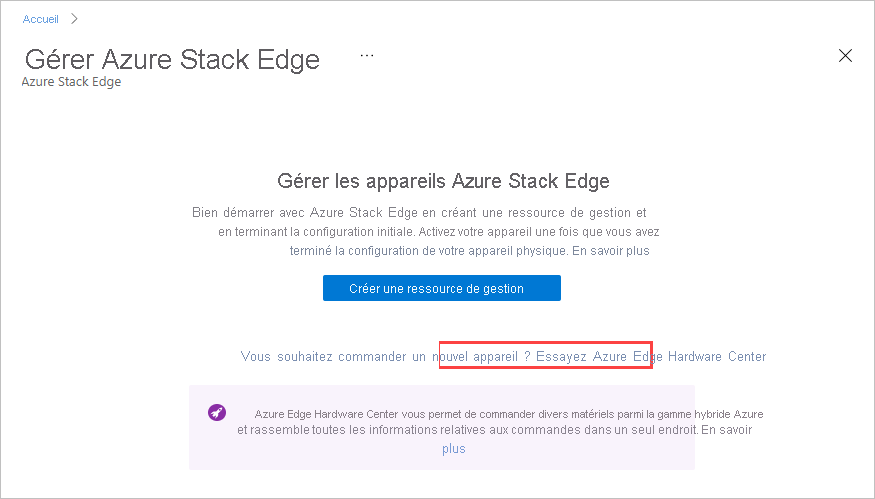 Accueil
Gérer Azure Stack Edge ...
Azure Stack Edge
Gérer les appareils Azure Stack Edge
Bien démarrer avec Azure Stack Edge en créant une ressource de gestion et
en terminant la configuration initiale. Activez votre appareil une fois que vous avez
terminé la configuration de votre appareil physique. En savoir plus
Créer une ressource de gestion
Vous souhaitez commander un nouvel appareil ? Essayez Azure Edge Hardware Center
Azure Edge Hardware Center vous permet de commander divers matériels parmi la gamme hybride Azure
et rassemble toutes les informations relatives aux commandes dans un seul endroit. En savoir
plus